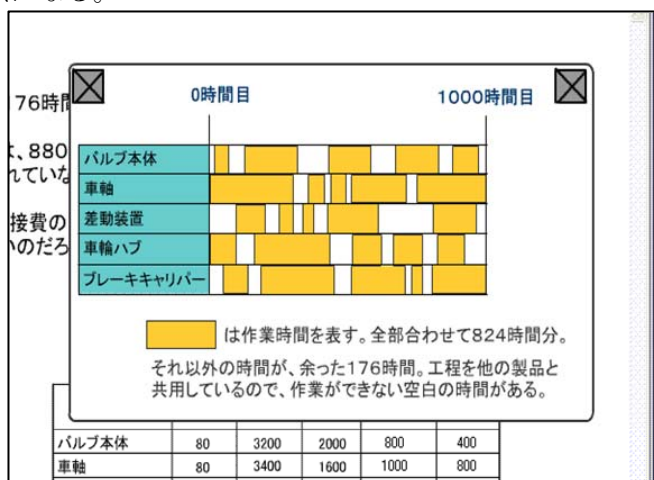 76時間
0時間目
1000時間目
、880
バルブ本体
れていな
車軸
接費の
差動装置
いのだろ
車輪ハブ
ブレーキキャリパー
は作業時間を表す。全部合わせて824時間分。
それ以外の時間が、余った176時間。工程を他の製品と
共用しているので、作業ができない空白の時間がある。
バルブ本体 80 3200 2000 800 400
車軸 80 3400 1600 1000 800